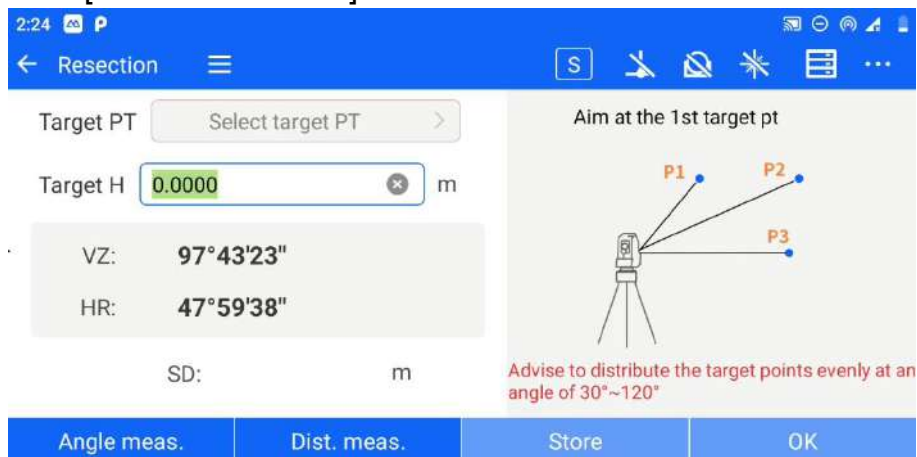 2:24
Resection
S
Target PT Select target PT
Target H 0.0000 m
VZ: 97°43'23"
HR: 47°59'38"
SD: m
Aim at the 1st target pt
P1 P2
P3
Advise to distribute the target points evenly at an
angle of 30°~120°
Angle meas. Dist. meas. Store OK